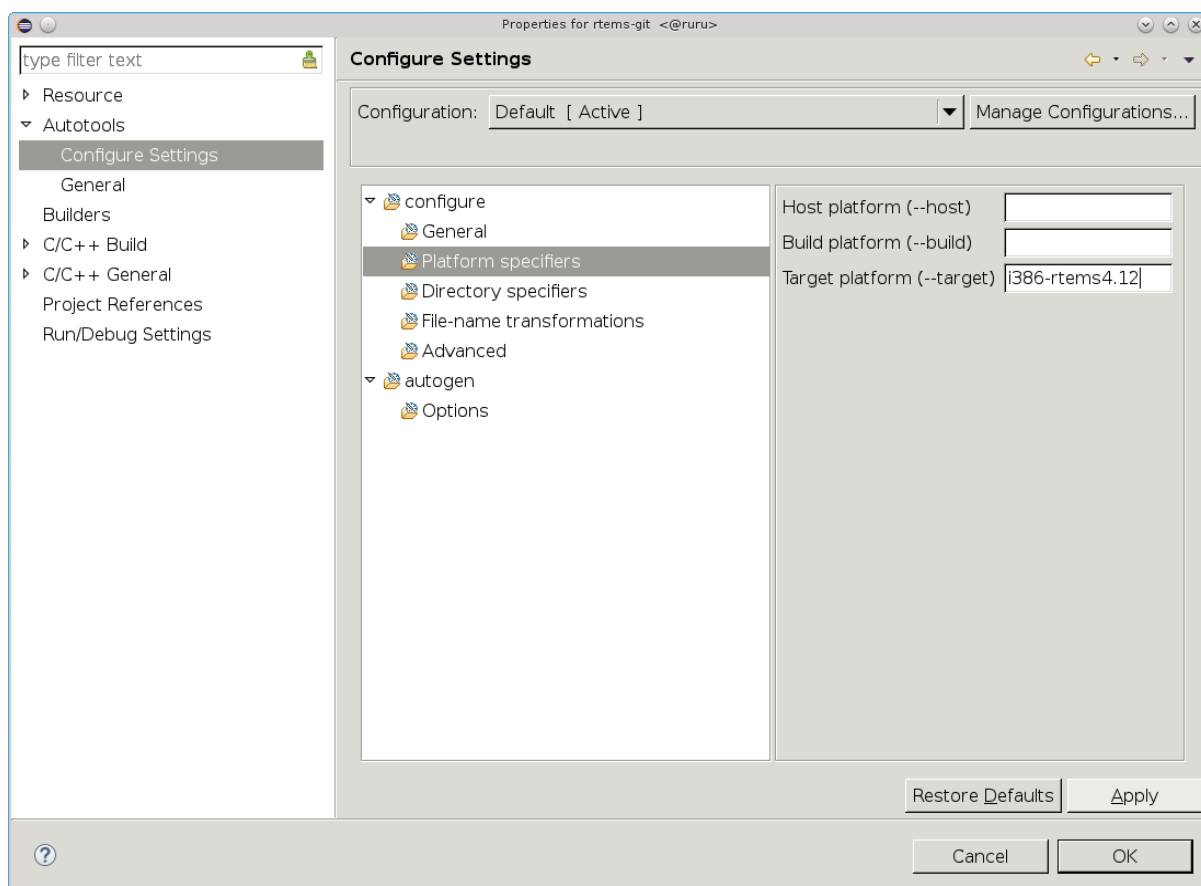 Properties for rtems-git <@ruru>
type filter text
Resource
Autotools
Configure Settings
General
Builders
C/C++ Build
C/C++ General
Project References
Run/Debug Settings
Configure Settings
Configuration: Default [ Active ] Manage Configurations...
configure
General
Platform specifiers
Directory specifiers
File-name transformations
Advanced
autogen
Options
Host platform (--host)
Build platform (--build)
Target platform (--target) i386-rtems4.12
Restore Defaults Apply
? Cancel OK